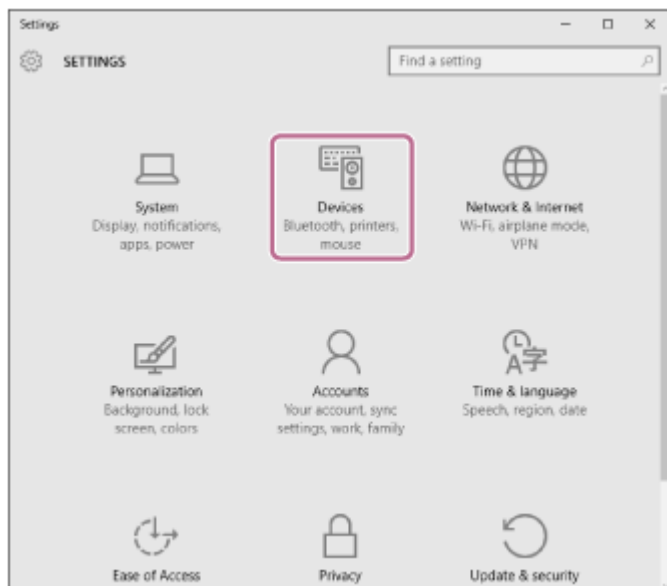 Settings
SETTINGS
Find a setting
System
Display, notifications,
apps, power
Devices
Bluetooth, printers,
mouse
Network & Internet
Wi-Fi, airplane mode,
VPN
Personalization
Background, lock
screen, colors
Accounts
Your account, sync
settings, work, family
Time & language
Speech, region, date
Ease of Access
Privacy
Update & security